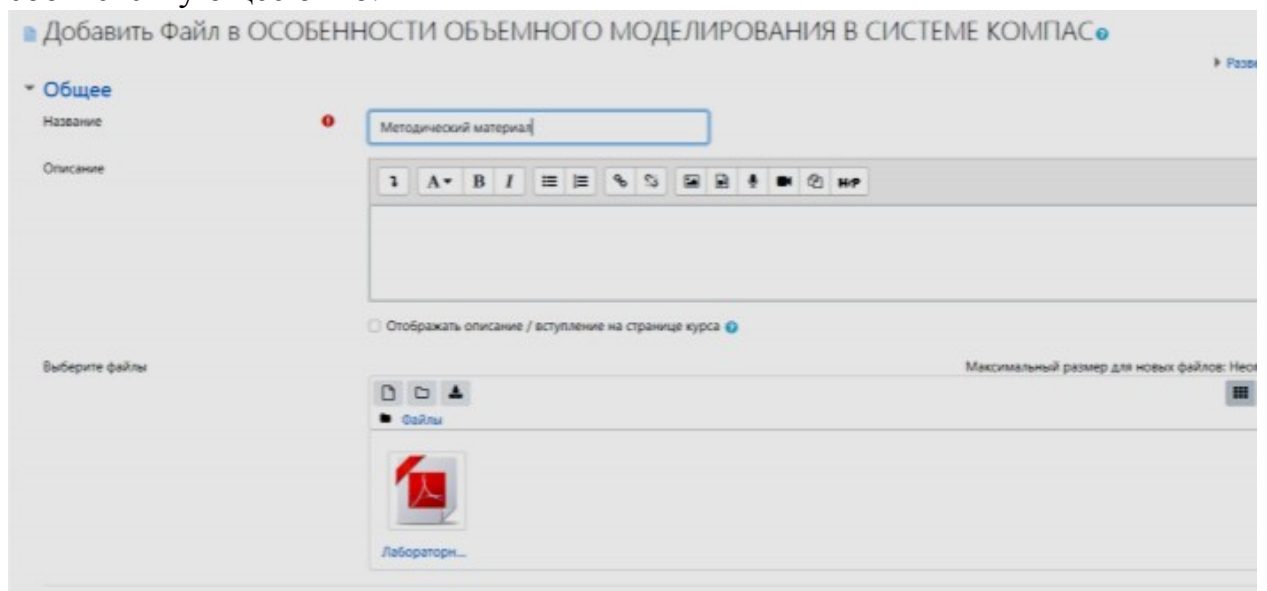 Добавить Файл в ОСОБЕННОСТИ ОБЪЕМНОГО МОДЕЛИРОВАНИЯ В СИСТЕМЕ КОМПАС
Общее
Название
Методический материал
Описание
A B I H-P
Отображать описание / вступление на странице курса
Выберите файлы
Максимальный размер для новых файлов:
Файлы
Лабораторн...